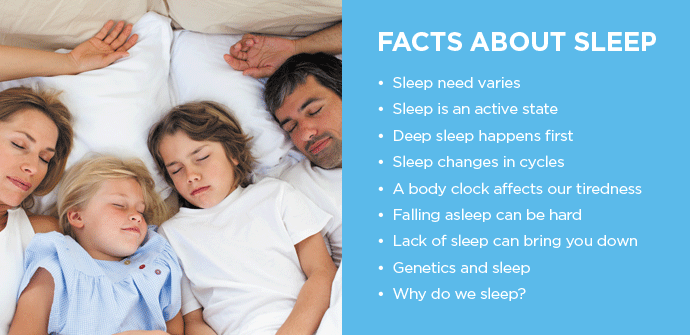 FACTS ABOUT SLEEP
• Sleep need varies
• Sleep is an active state
• Deep sleep happens first
• Sleep changes in cycles
• A body clock affects our tiredness
• Falling asleep can be hard
• Lack of sleep can bring you down
• Genetics and sleep
• Why do we sleep?